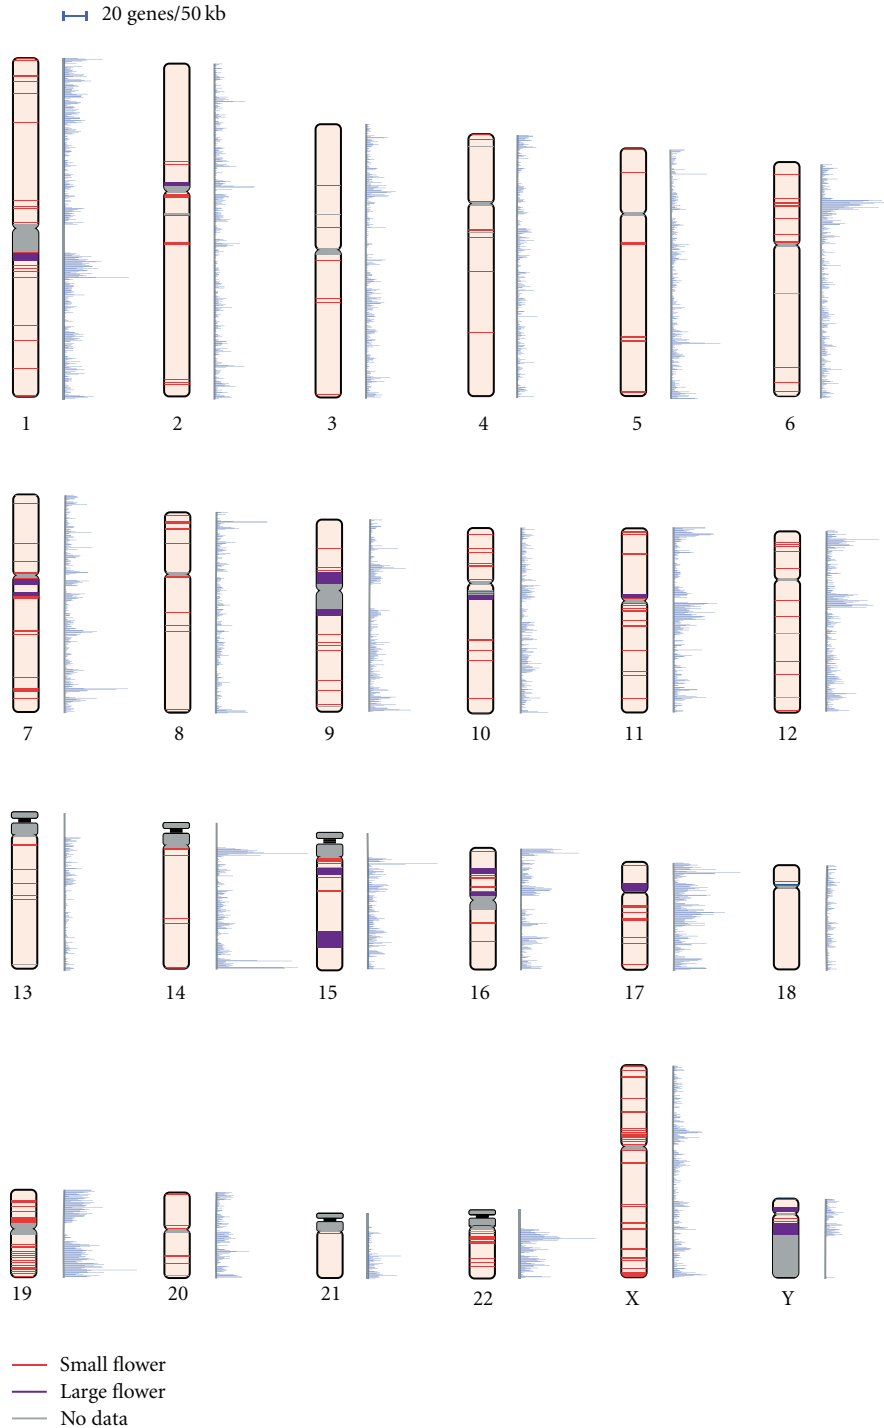 20 genes/50 kb
1 2 3 4 5 6
7 8 9 10 11 12
13 14 15 16 17 18
19 20 21 22 X Y
Small flower
Large flower
No data